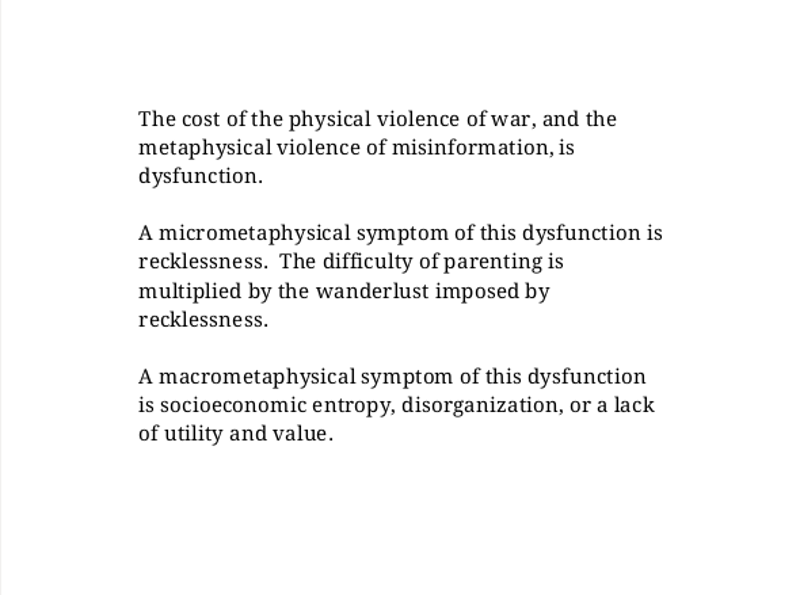 The cost of the physical violence of war, and the
metaphysical violence of misinformation, is
dysfunction.
A micrometaphysical symptom of this dysfunction is
recklessness.  The difficulty of parenting is
multiplied by the wanderlust imposed by
recklessness.
A macrometaphysical symptom of this dysfunction
is socioeconomic entropy, disorganization, or a lack
of utility and value.